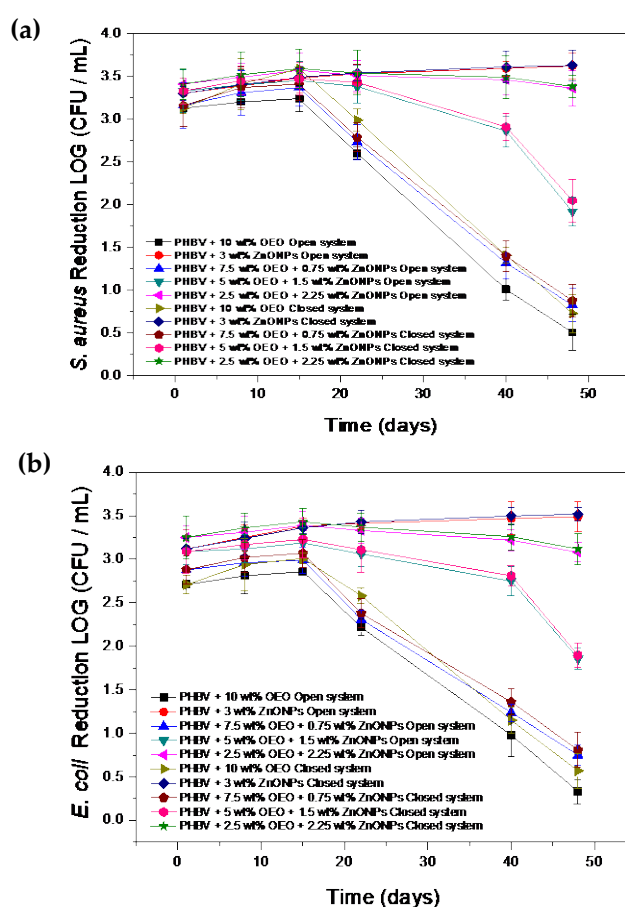 (a)
S. aureus Reduction LOG (CFU / mL)
4.0
3.5
3.0
2.5
2.0
1.5
1.0
0.5
0.0
PHBV + 10 wt% OEO Open system
PHBV + 3 wt% ZnONPs Open system
PHBV + 7.5 wt% OEO + 0.75 wt% ZnONPs Open system
PHBV + 5 wt% OEO + 1.5 wt% ZnONPs Open system
PHBV + 2.5 wt% OEO + 2.25 wt% ZnONPs Open system
PHBV + 10 wt% OEO Closed system
PHBV + 3 wt% ZnONPs Closed system
PHBV + 7.5 wt% OEO + 0.75 wt% ZnONPs Closed system
PHBV + 5 wt% OEO + 1.5 wt% ZnONPs Closed system
PHBV + 2.5 wt% OEO + 2.25 wt% ZnONPs Closed system
0 10 20 30 40 50
Time (days)
(b)
E. coli Reduction LOG (CFU / mL)
4.0
3.5
3.0
2.5
2.0
1.5
1.0
0.5
0.0
PHBV + 10 wt% OEO Open system
PHBV + 3 wt% ZnONPs Open system
PHBV + 7.5 wt% OEO + 0.75 wt% ZnONPs Open system
PHBV + 5 wt% OEO + 1.5 wt% ZnONPs Open system
PHBV + 2.5 wt% OEO + 2.25 wt% ZnONPs Open system
PHBV + 10 wt% OEO Closed system
PHBV + 3 wt% ZnONPs Closed system
PHBV + 7.5 wt% OEO + 0.75 wt% ZnONPs Closed system
PHBV + 5 wt% OEO + 1.5 wt% ZnONPs Closed system
PHBV + 2.5 wt% OEO + 2.25 wt% ZnONPs Closed system
0 10 20 30 40 50
Time (days)